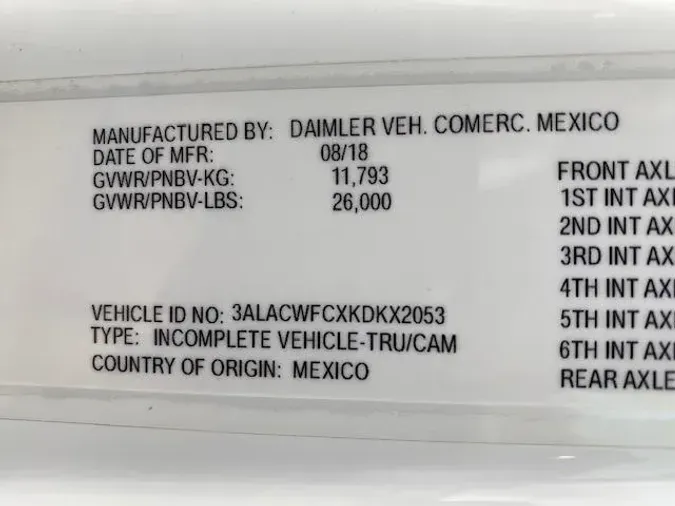 MANUFACTURED BY: DAIMLER VEH. COMERC. MEXICO
DATE OF MFR: 08/18
GVWR/PNBV-KG: 11,793
GVWR/PNBV-LBS: 26,000
VEHICLE ID NO: 3ALACWFCXKDKX2053
TYPE: INCOMPLETE VEHICLE-TRU/CAM
COUNTRY OF ORIGIN: MEXICO
FRONT AXL
1ST INT AX
2ND INT AX
3RD INT AX
4TH INT AX
5TH INT AX
6TH INT AX
REAR AXLE